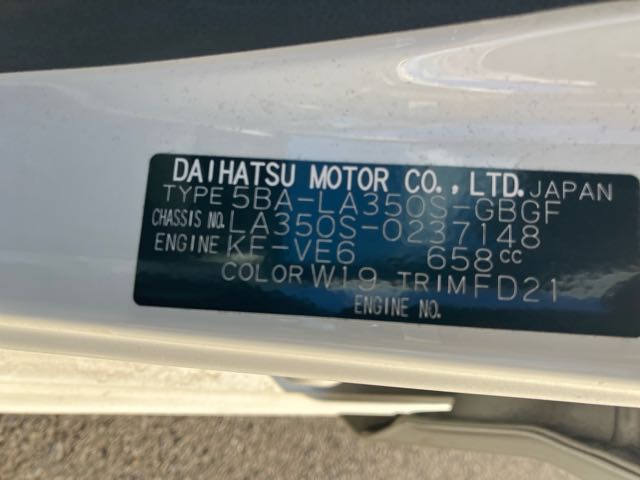 DAIHATSU MOTOR CO., LTD. JAPAN
TYPE 5BA-LA350S-GBGF
CHASSIS NO. LA350S-0237148
ENGINE KF-VE6 658cc
COLOR W19 TRIM FD21
ENGINE NO.